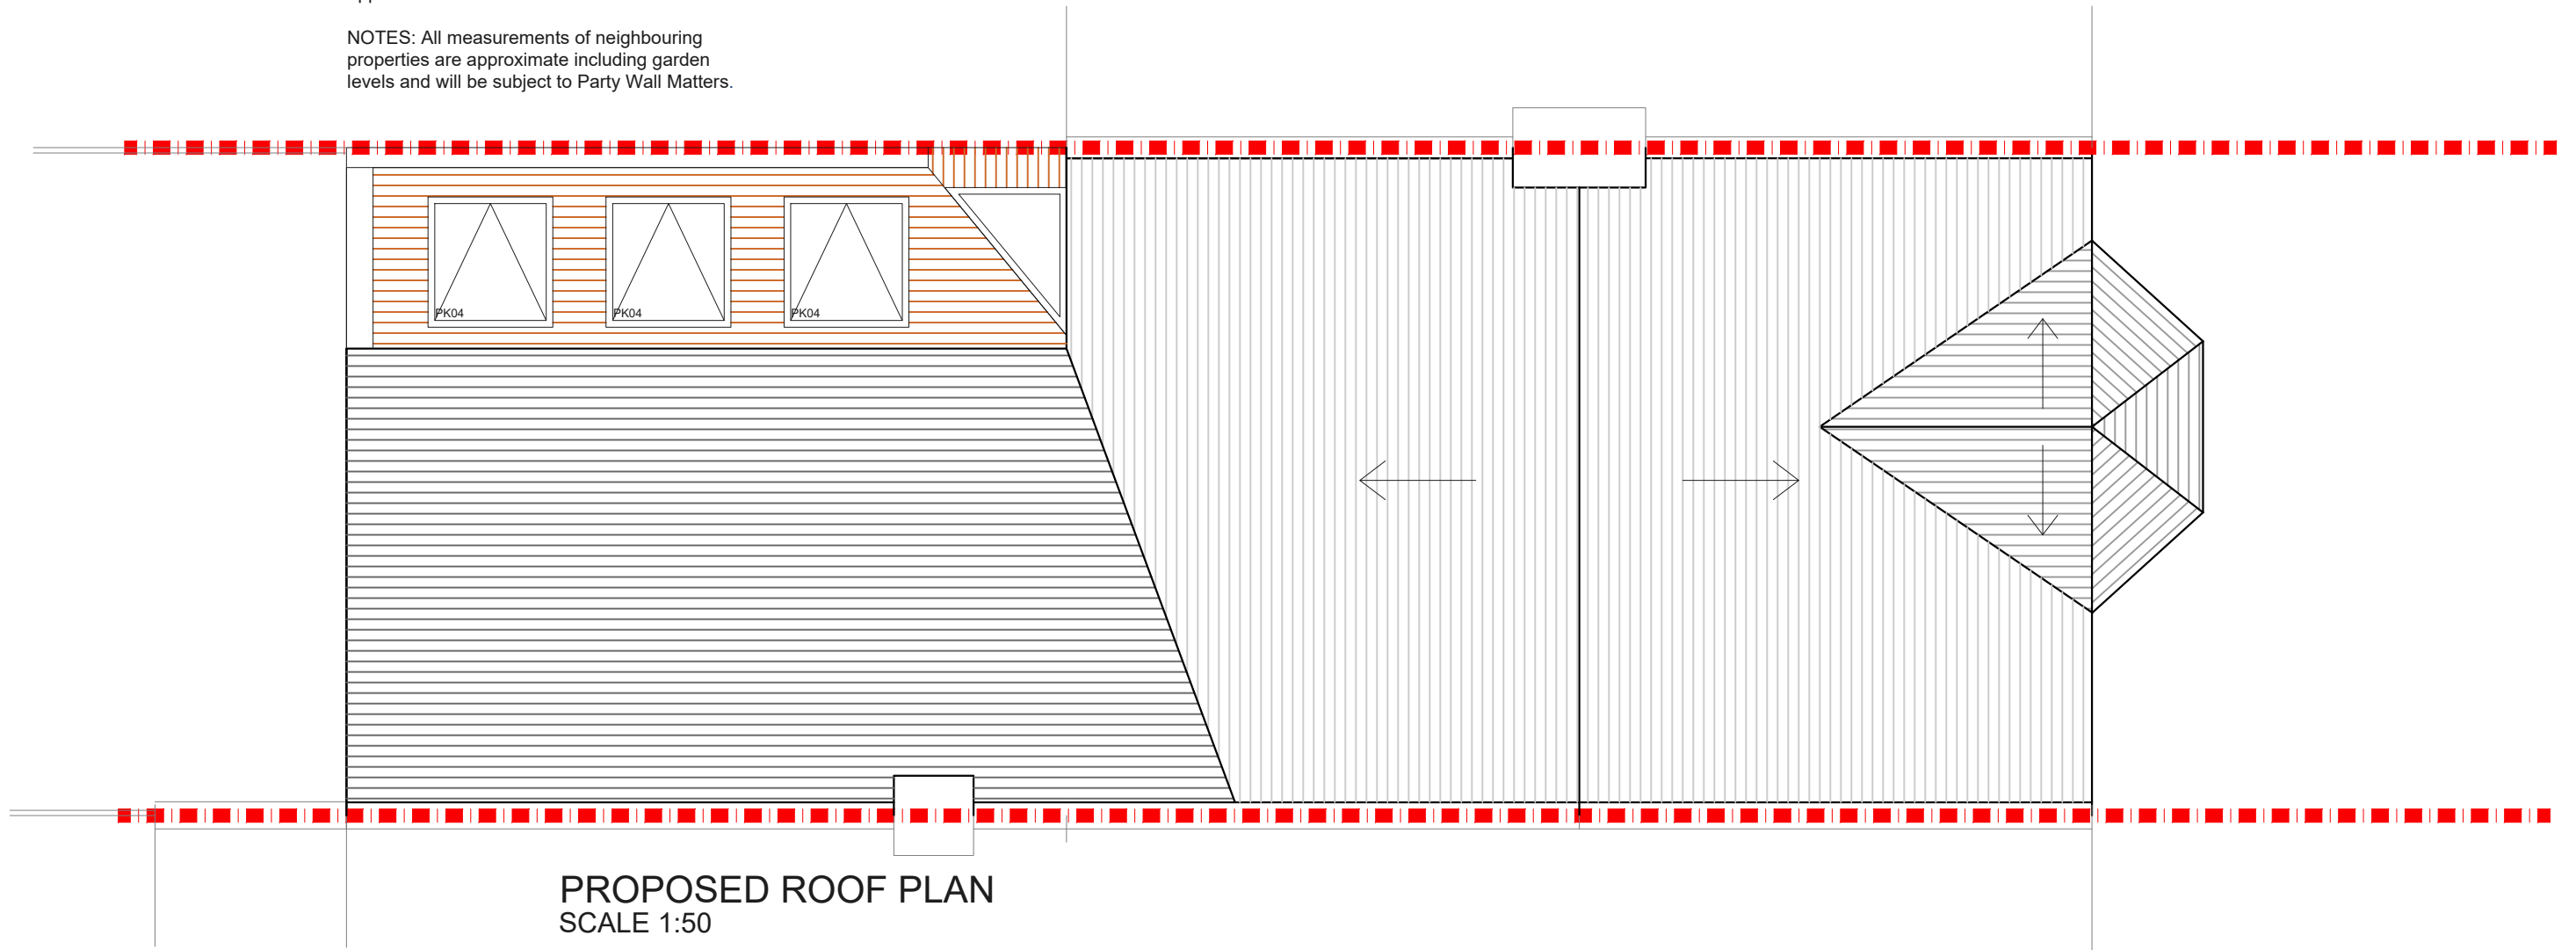 NOTES: All measurements of neighbouring
properties are approximate including garden
levels and will be subject to Party Wall Matters.
PK04
PK04
PK04
PROPOSED ROOF PLAN
SCALE 1:50